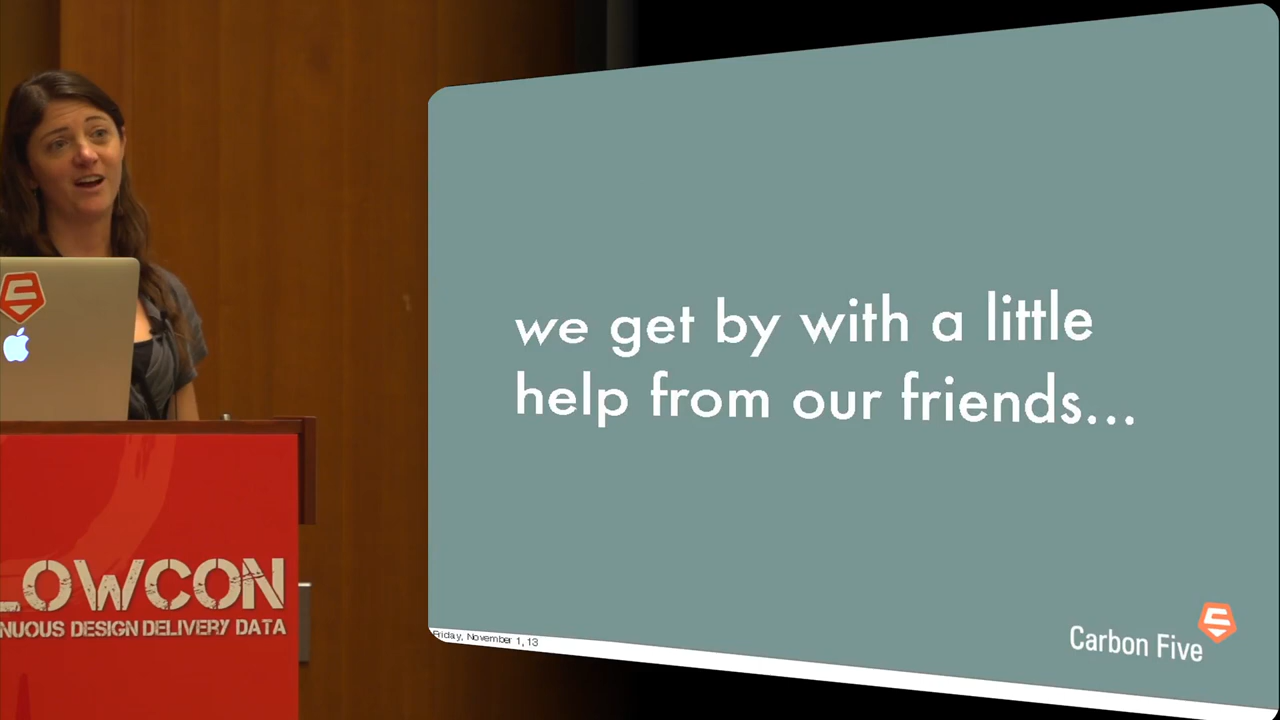 we get by with a little
help from our friends...
Friday, November 1, 13
Carbon Five
LOWCON
NUOUS DESIGN DELIVERY DATA